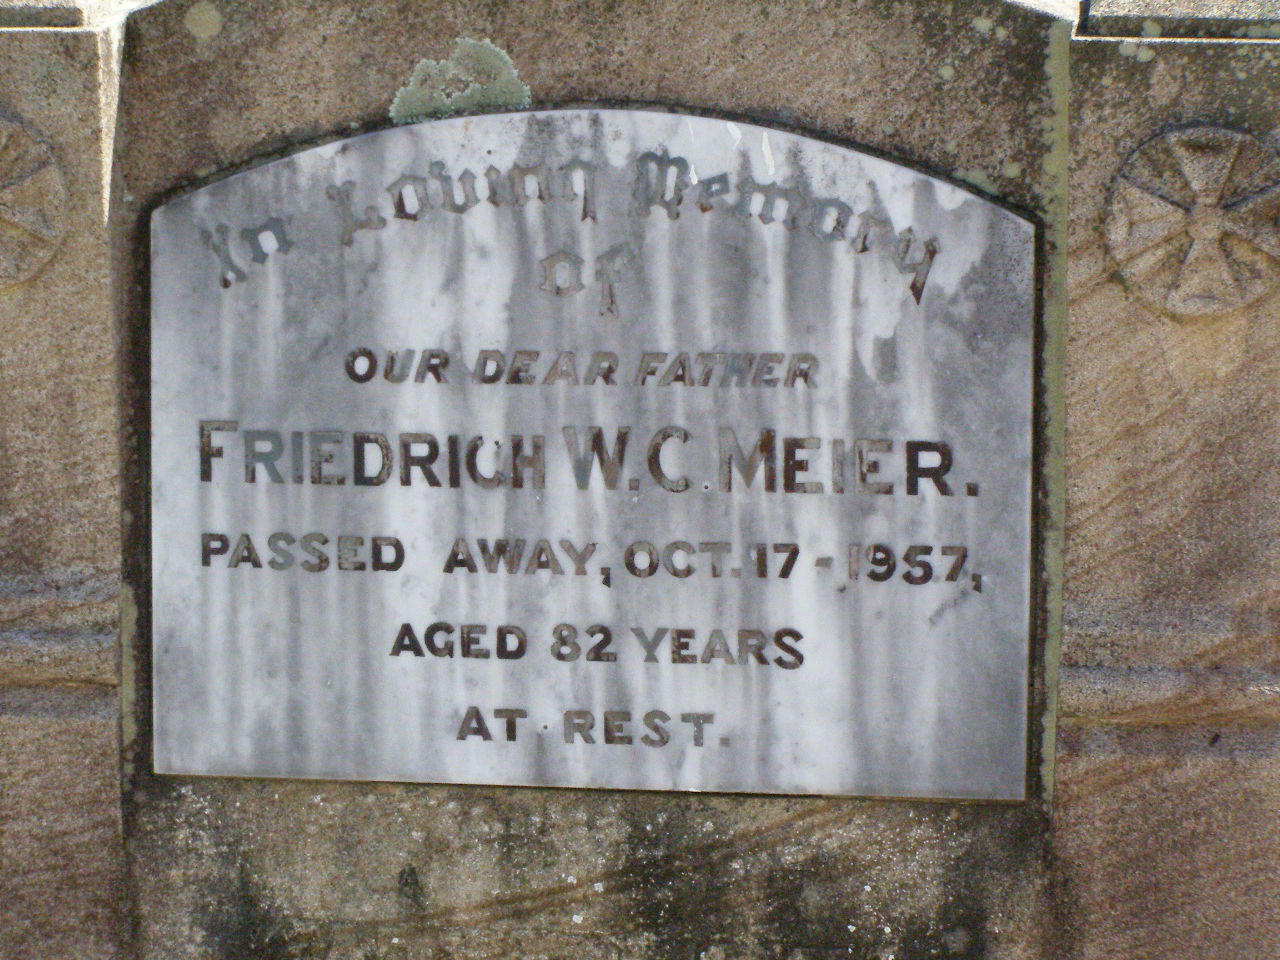 In Loving Memory
of
OUR DEAR FATHER
FRIEDRICH W. C. MEIER.
PASSED AWAY, OCT. 17 - 1957,
AGED 82 YEARS
AT REST.